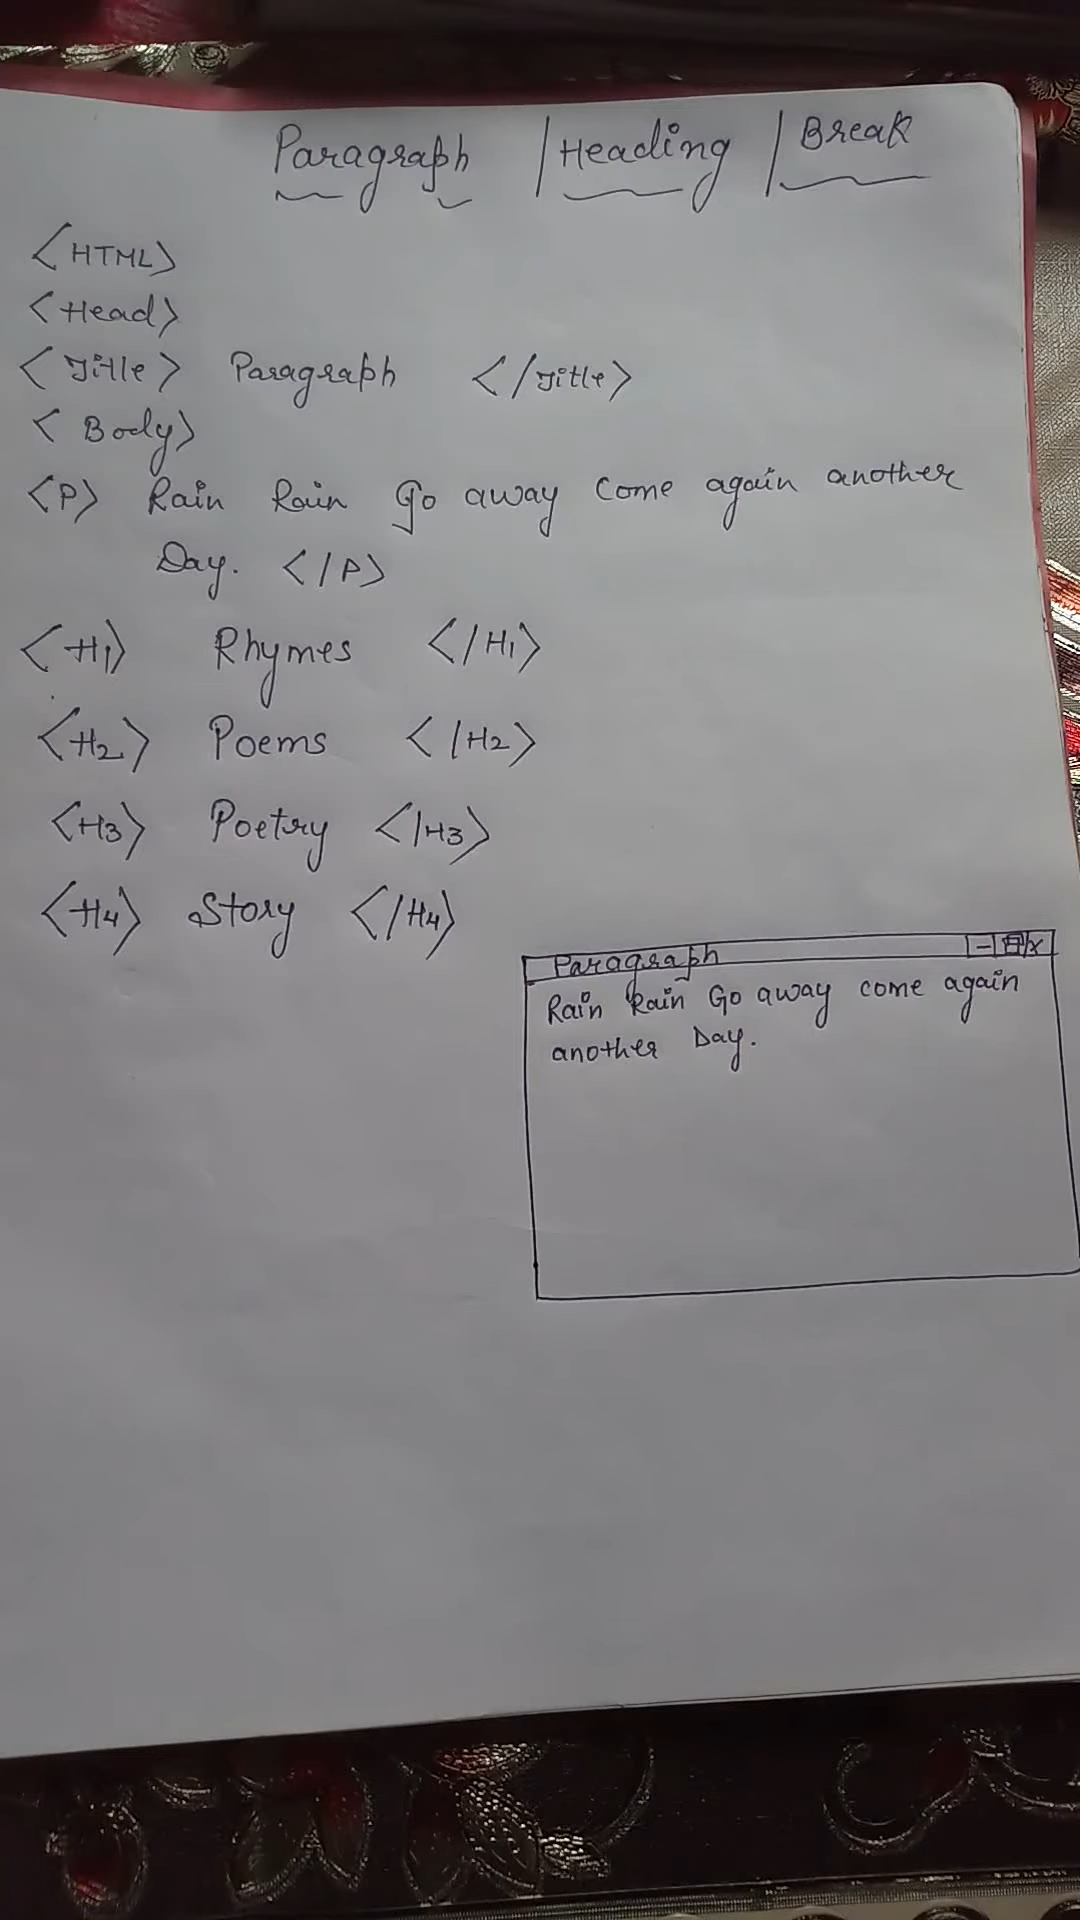 Paragraph / Heading / Break
<HTML>
<Head>
<Title> Paragraph </Title>
<Body>
<P> Rain Rain Go away Come again another
Day. </P>
<H1> Rhymes </H1>
<H2> Poems </H2>
<H3> Poetry </H3>
<H4> Story </H4>
Paragraph
Rain Rain Go away come again
another Day.